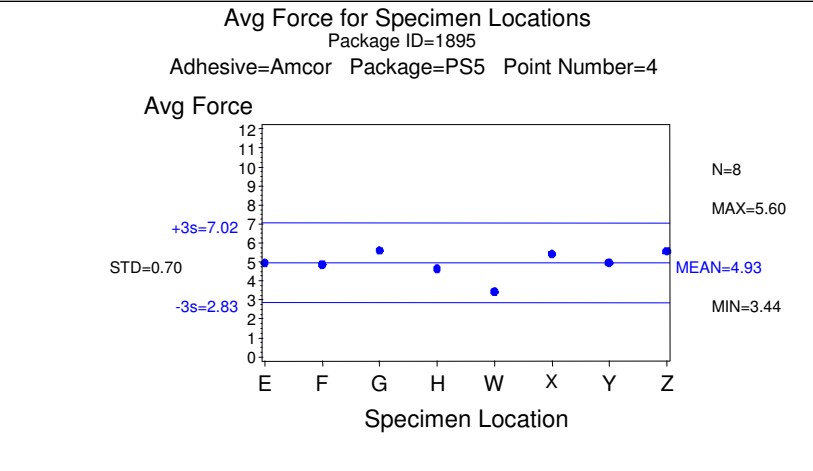 Avg Force for Specimen Locations
Package ID=1895
Adhesive=Amcor Package=PS5 Point Number=4
Avg Force
12
11
10
9
8
7
6
5
4
3
2
1
0
+3s=7.02
STD=0.70
-3s=2.83
N=8
MAX=5.60
MEAN=4.93
MIN=3.44
E F G H W X Y Z
Specimen Location